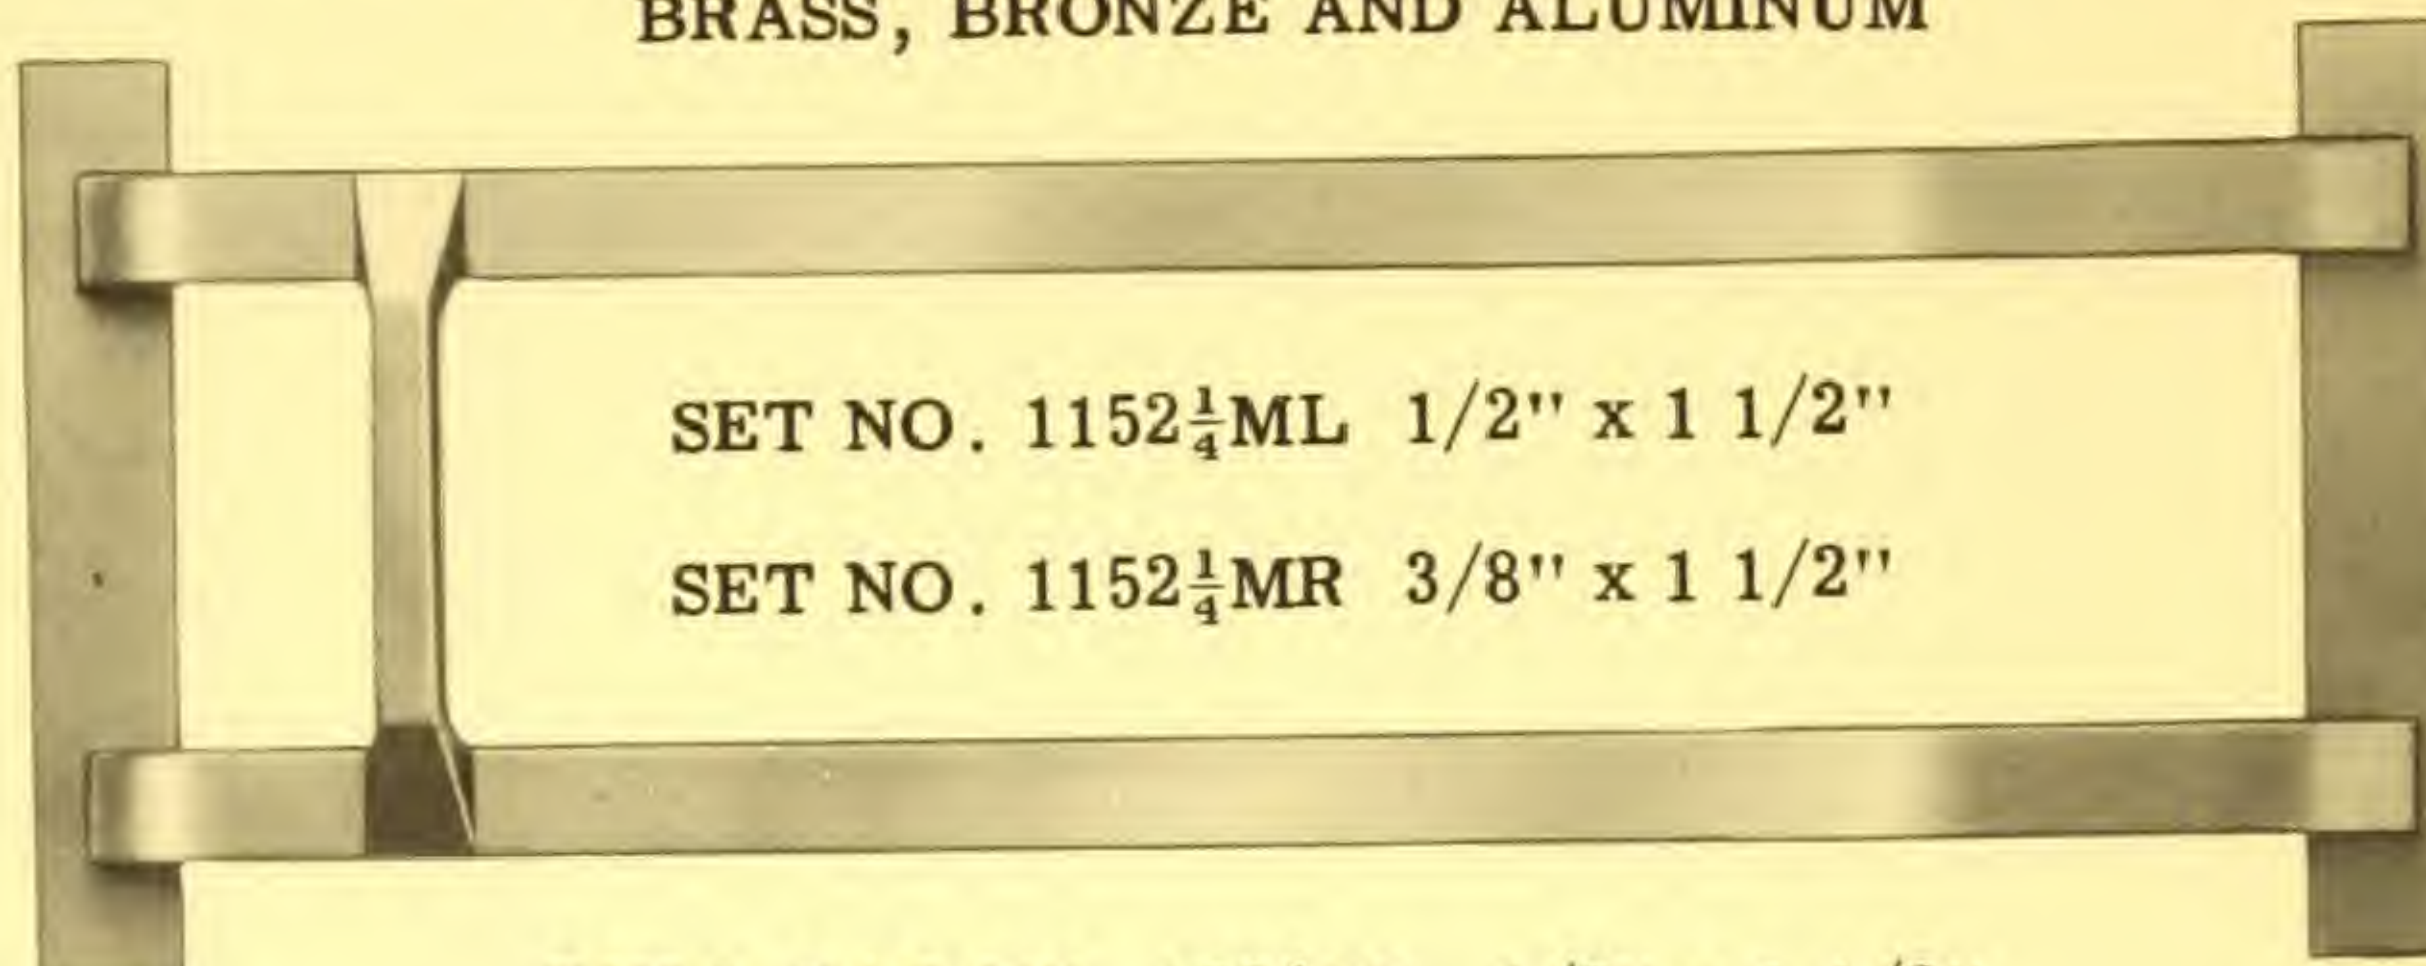 BRASS, BRONZE AND ALUMINUM
SET NO. 1152¼ML 1/2" x 1 1/2"
SET NO. 1152¼MR 3/8" x 1 1/2"